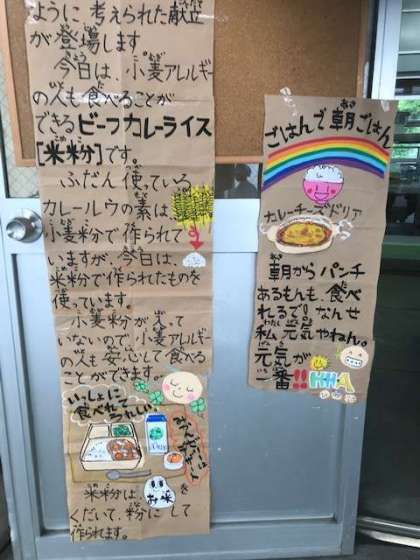 ように、考えられた献立
が登場します
今日は、小麦アレルギー
の人も食べることが
できるビーフカレーライス
[米粉]です。
ふだん使っている
カレールウの素は、
小麦粉で作られて
いますが、今日は、
米粉で作られたものを
使っています。
小麦粉が入って
いないので、小麦アレルギー
の人も安心して食べる
ことができます。
いっしょに
食べれて
うれしい
米粉は、お米を
くだいて、粉にして
作られます。
ごはんで朝ごはん
カレーチーズドリア
朝からパンチ
あるもんも、食べ
れるで!なんせ
私元気やねん。
元気が
一番!!